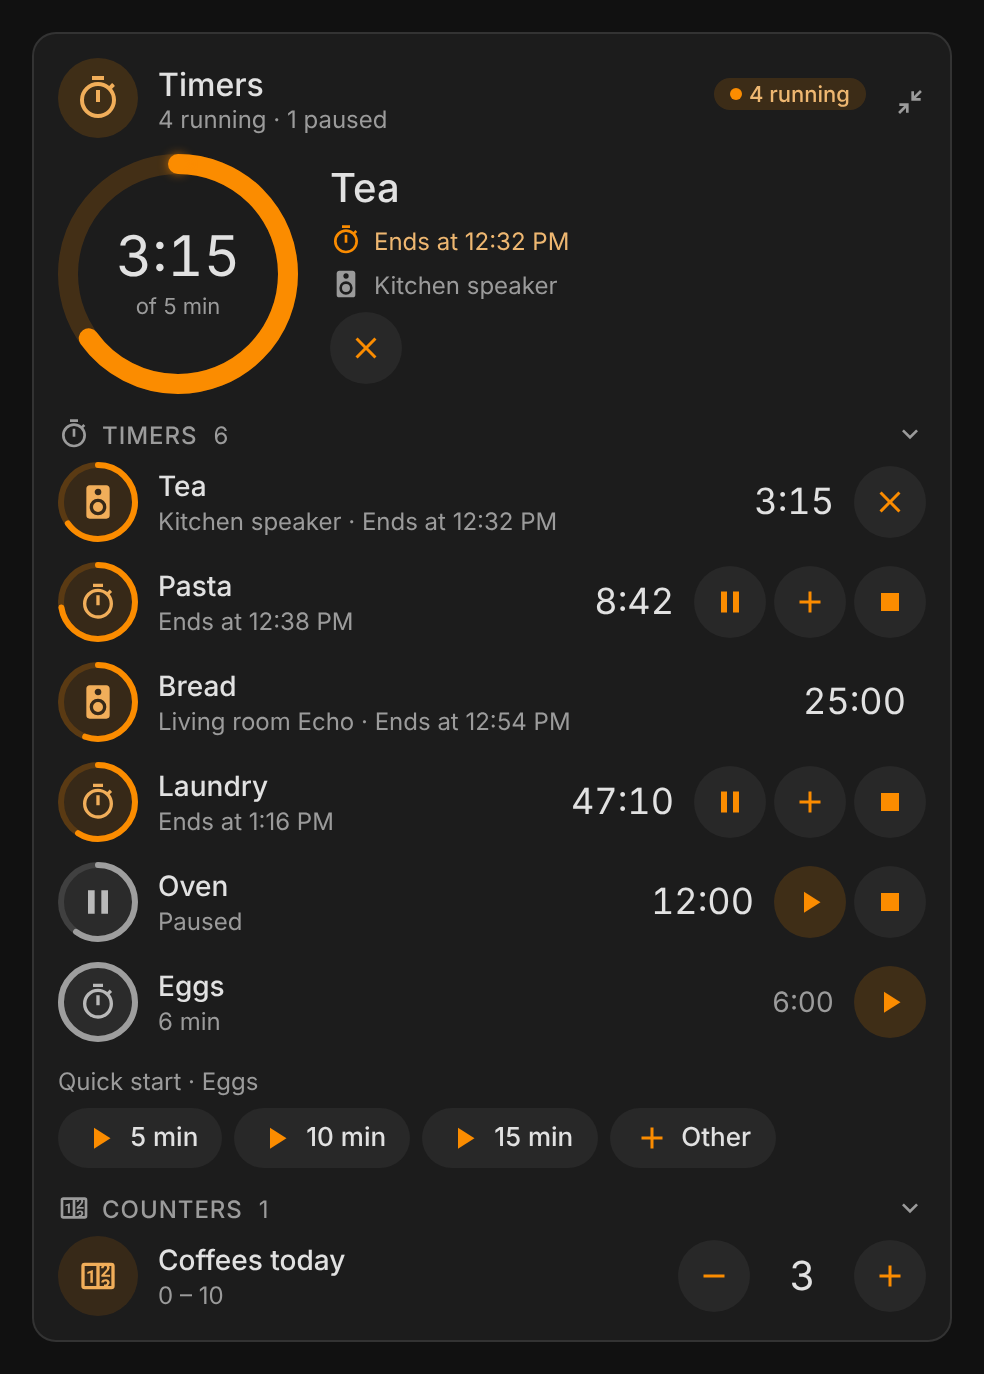 Timers
4 running · 1 paused
4 running
3:15
of 5 min
Tea
Ends at 12:32 PM
Kitchen speaker
TIMERS 6
Tea
Kitchen speaker · Ends at 12:32 PM
3:15
Pasta
Ends at 12:38 PM
8:42
Bread
Living room Echo · Ends at 12:54 PM
25:00
Laundry
Ends at 1:16 PM
47:10
Oven
Paused
12:00
Eggs
6 min
6:00
Quick start · Eggs
5 min
10 min
15 min
Other
COUNTERS 1
Coffees today
0 – 10
3